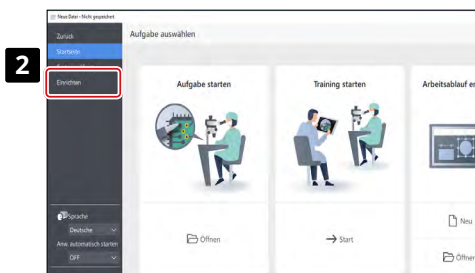 Neue Datei - Nicht gespeichert
Zurück
Aufgabe auswählen
Startseite
2
Einrichten
Aufgabe starten
Training starten
Arbeitsablauf er
Sprache
Deutsche
Anw. automatisch starten
OFF
Öffnen
Start
Neu
Öffnen